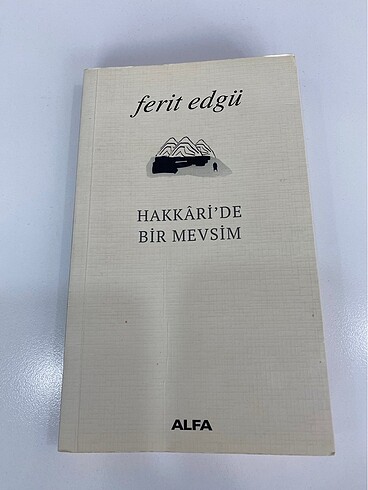 ferit edgü
HAKKÂRİ'DE
BİR MEVSİM
ALFA